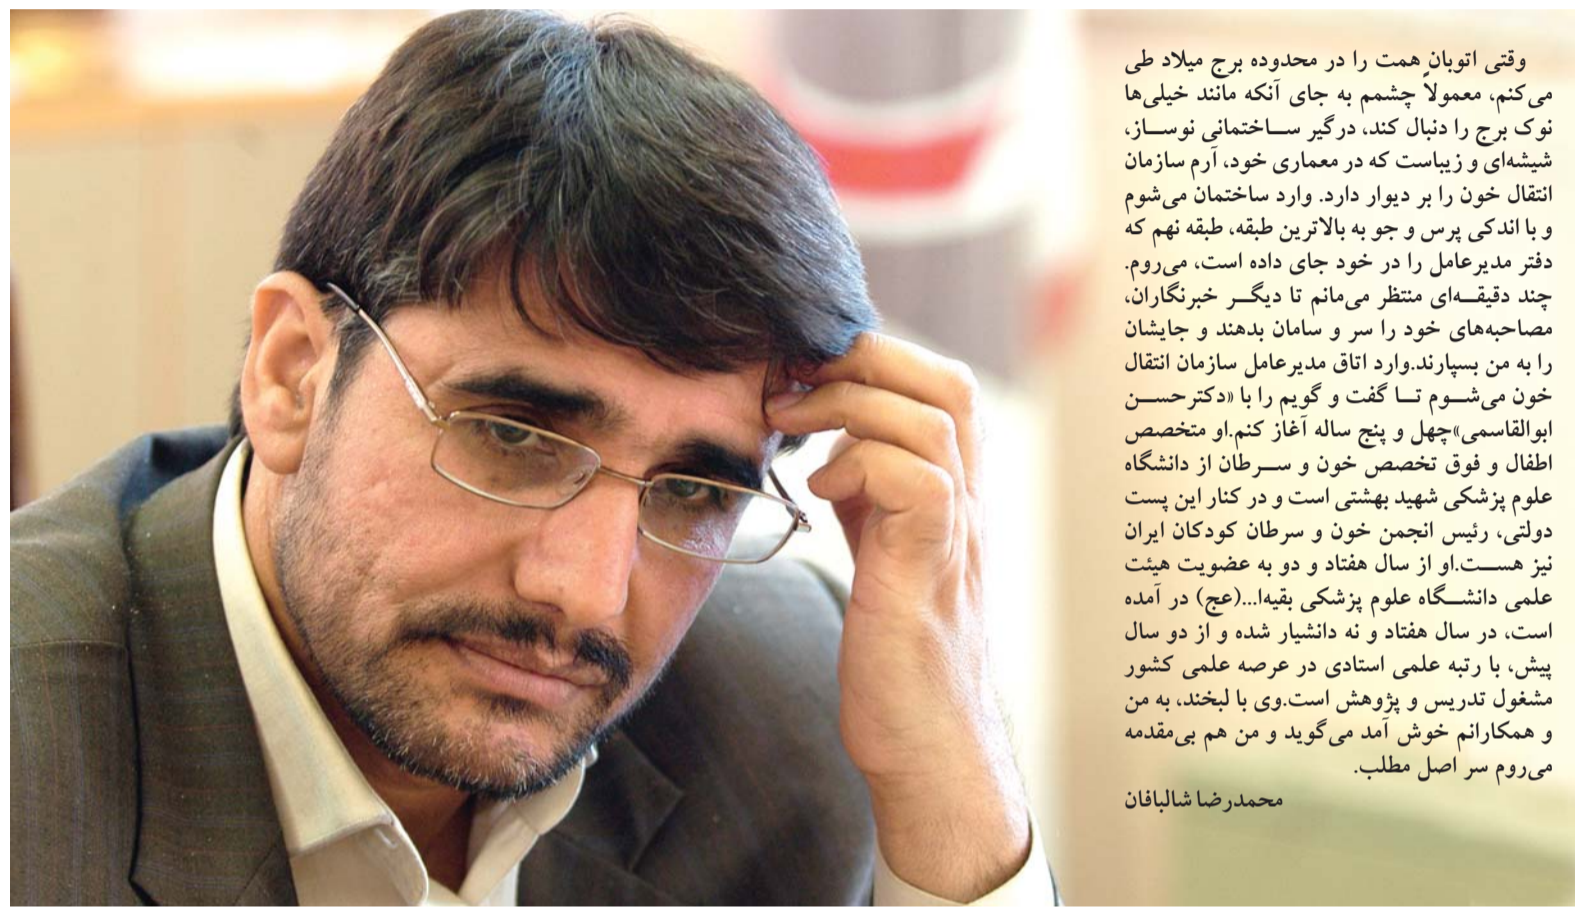 وقتی اتوبان همت را در محدوده برج میلاد طی
می‌کنم، معمولاً چشمم به جای آنکه مانند خیلی‌ها
نوک برج را دنبال کند، درگیر ساختمانی نوساز،
شیشه‌ای و زیباست که در معماری خود، آرم سازمان
انتقال خون را بر دیوار دارد. وارد ساختمان می‌شوم
و با اندکی پرس و جو به بالاترین طبقه، طبقه نهم که
دفتر مدیرعامل را در خود جای داده است، می‌روم.
چند دقیقه‌ای منتظر می‌مانم تا دیگر خبرنگاران،
مصاحبه‌های خود را سر و سامان بدهند و جایشان
را به من بسپارند.وارد اتاق مدیرعامل سازمان انتقال
خون می‌شوم تا گفت و گویم را با «دکترحسن
ابوالقاسمی»چهل و پنج ساله آغاز کنم.او متخصص
اطفال و فوق تخصص خون و سرطان از دانشگاه
علوم پزشکی شهید بهشتی است و در کنار این پست
دولتی، رئیس انجمن خون و سرطان کودکان ایران
نیز هست.او از سال هفتاد و دو به عضویت هیئت
علمی دانشگاه علوم پزشکی بقیه‌ا...(عج) در آمده
است، در سال هفتاد و نه دانشیار شده و از دو سال
پیش، با رتبه علمی استادی در عرصه علمی کشور
مشغول تدریس و پژوهش است.وی با لبخند، به من
و همکارانم خوش آمد می‌گوید و من هم بی‌مقدمه
می‌روم سر اصل مطلب.
محمدرضا شالبافان